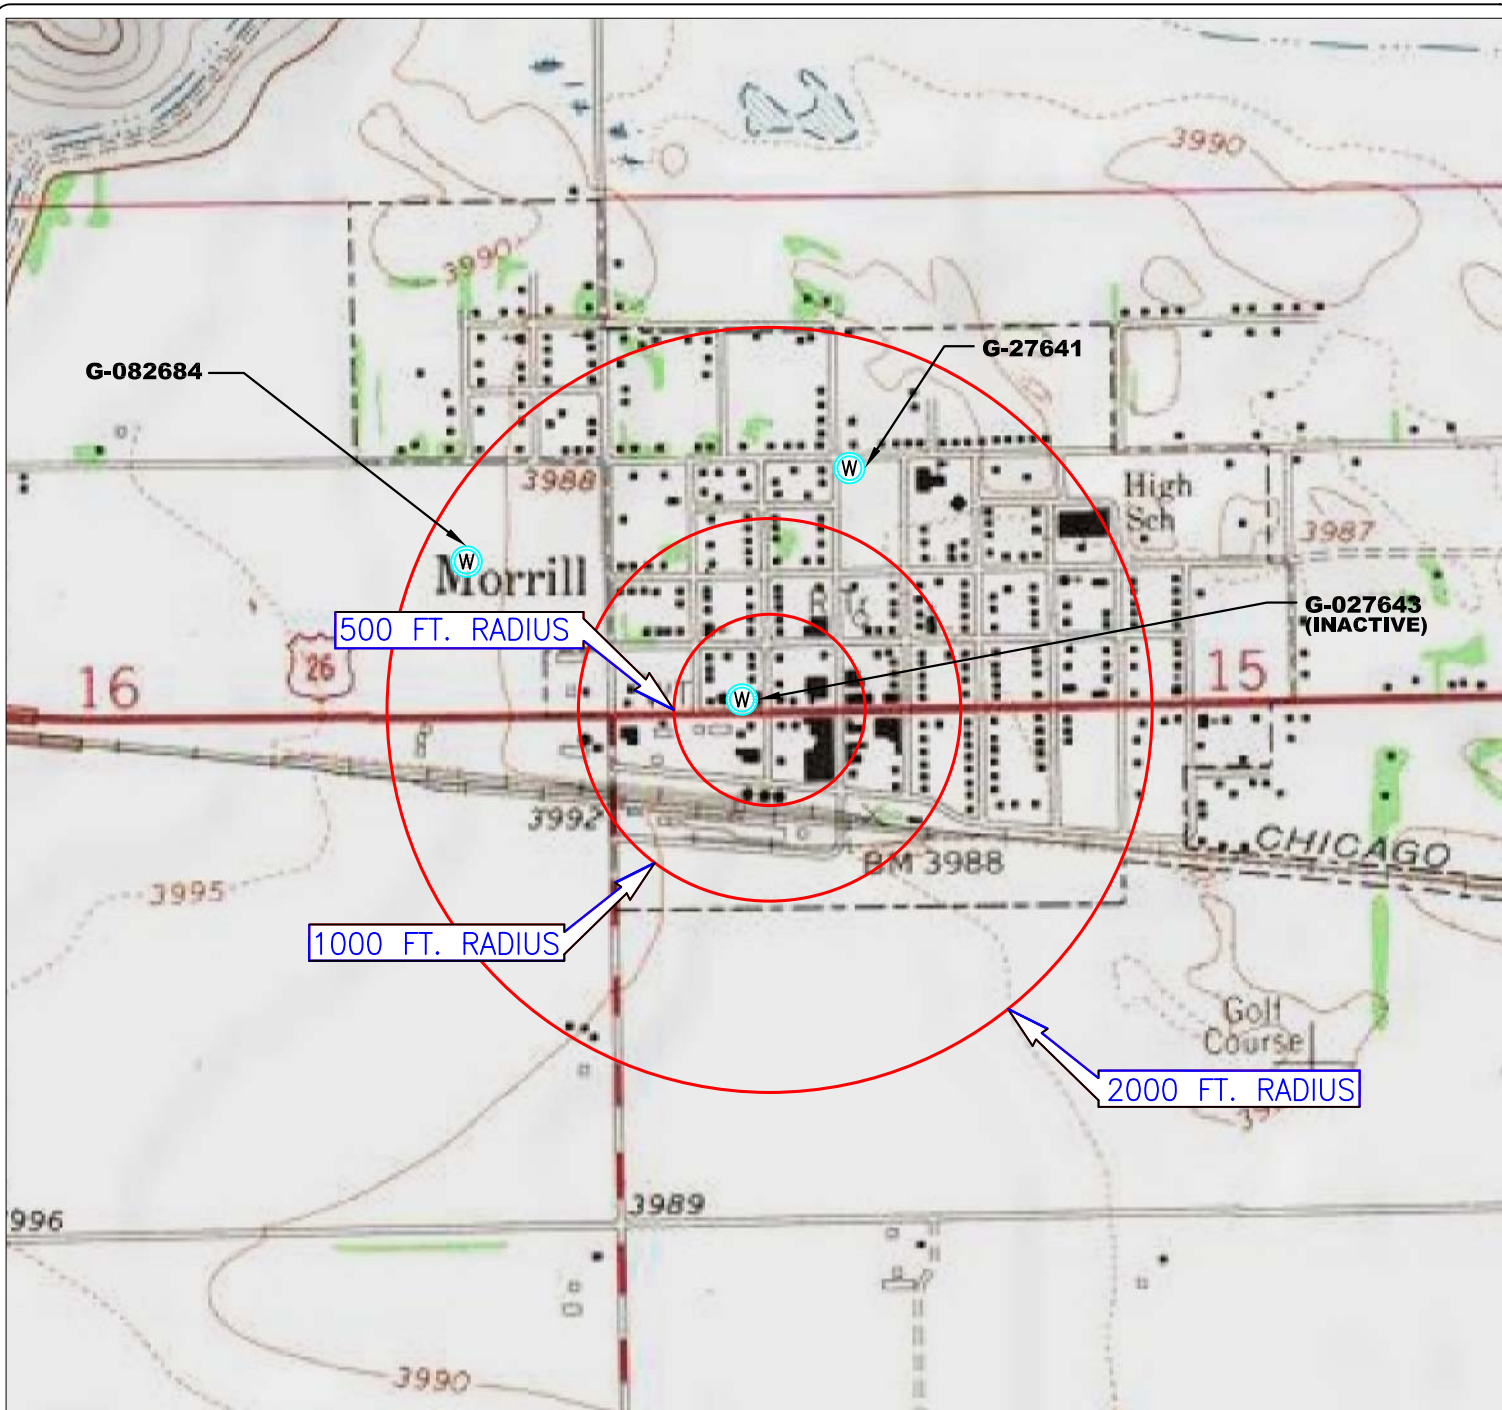 3990
3990
G-27641
G-082684
3988
High
Sch
3987
W
W
Morrill
G-027643
(INACTIVE)
500 FT. RADIUS
26
16
15
W
3992
CHICAGO
BM 3988
3995
1000 FT. RADIUS
Golf
Course
2000 FT. RADIUS
3989
3990